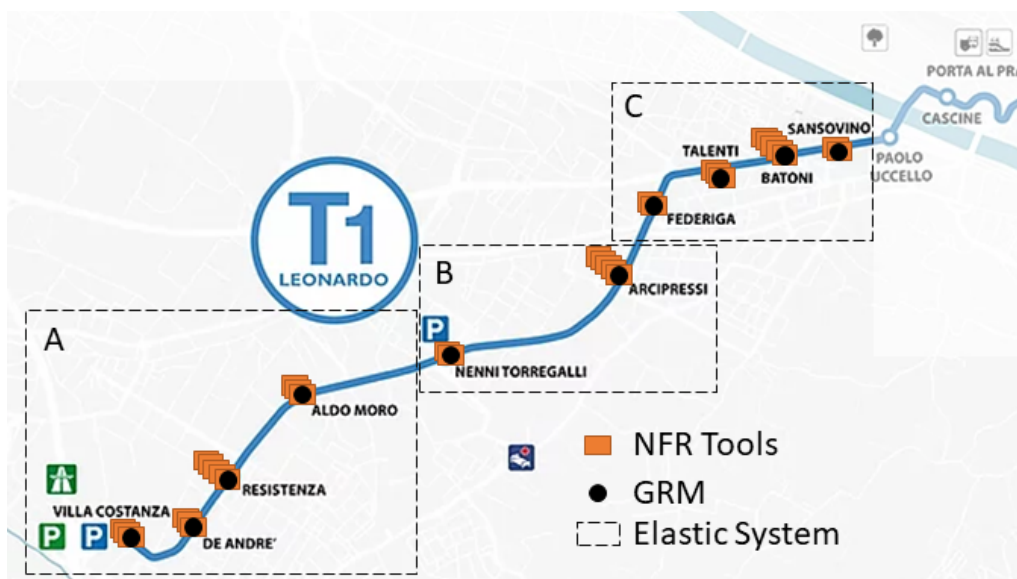 PORTA AL PRA
CASCINE
PAOLO
UCCELLO
C
SANSOVINO
TALENTI
BATONI
FEDERIGA
T1
LEONARDO
B
ARCIPRESSI
P
NENNI TORREGALLI
A
ALDO MORO
RESISTENZA
VILLA COSTANZA
P
P
DE ANDRE'
NFR Tools
GRM
Elastic System